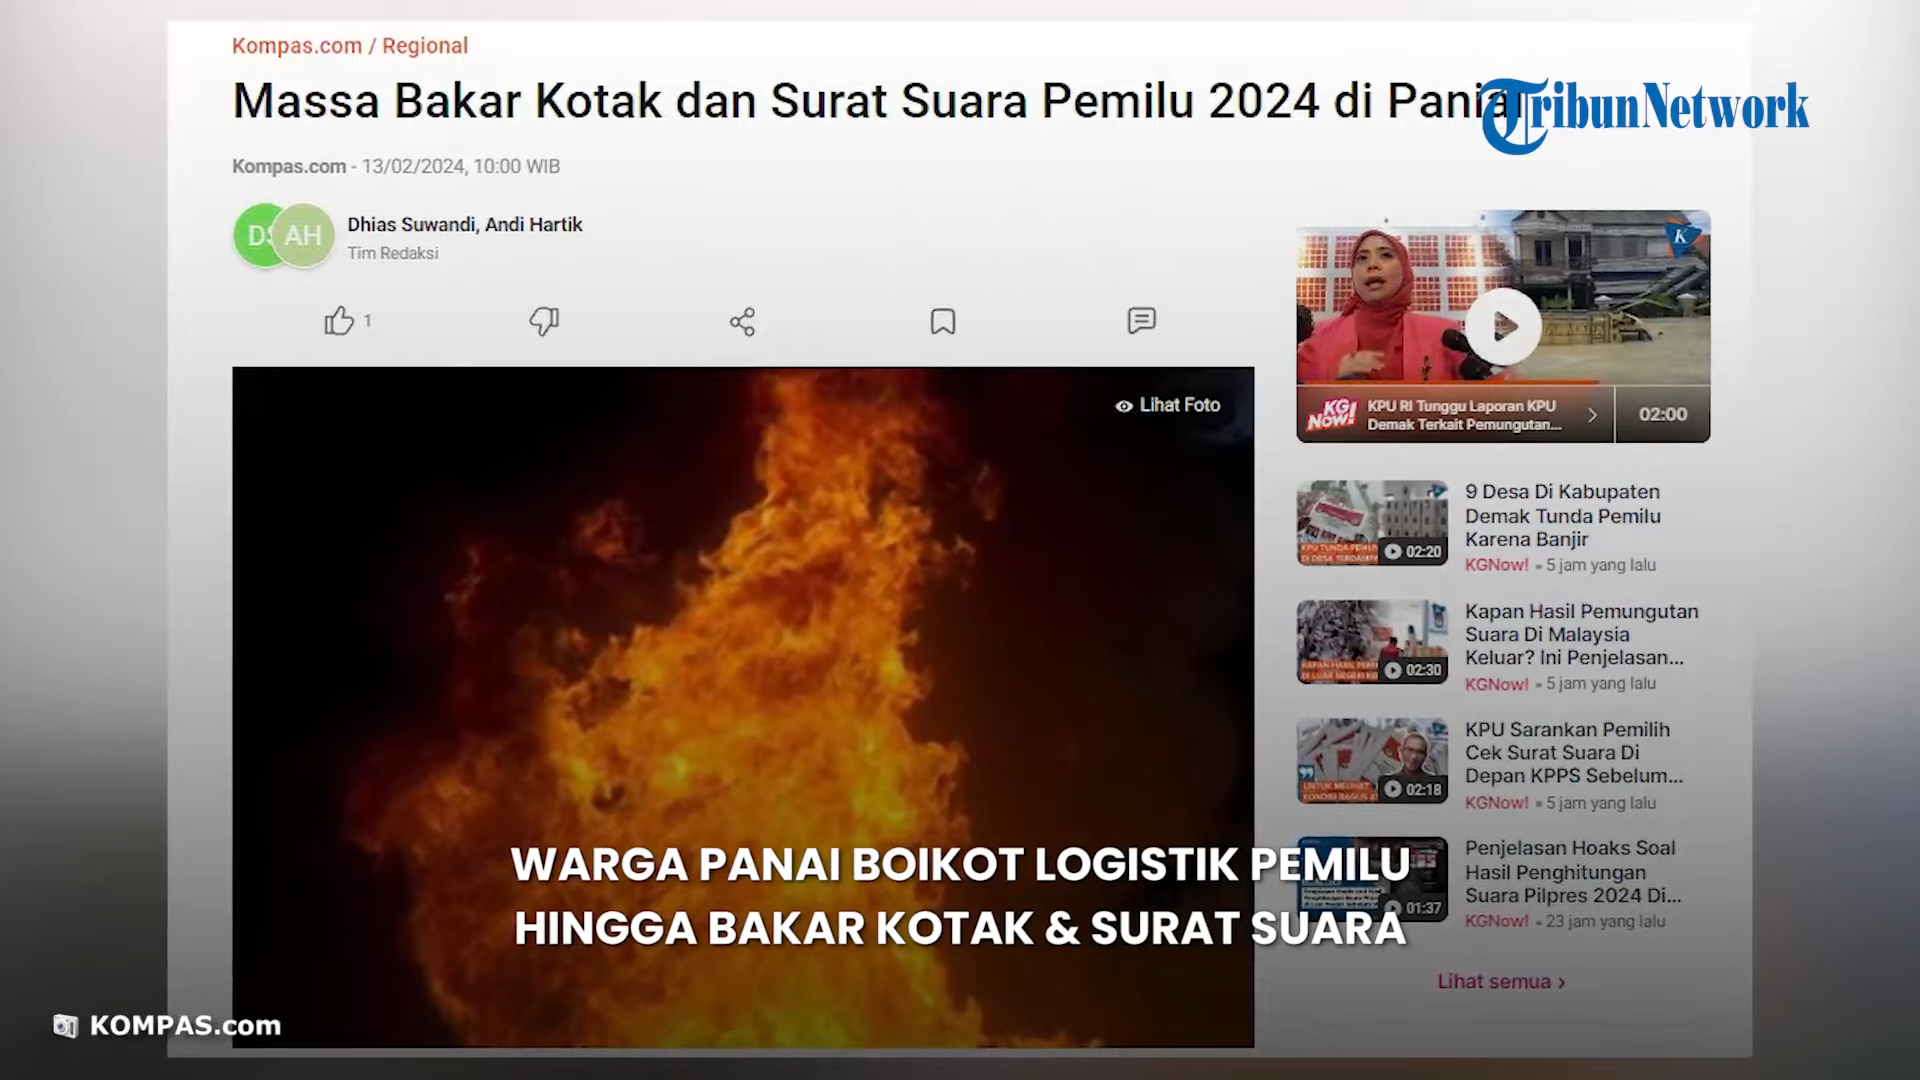 Kompas.com / Regional
Massa Bakar Kotak dan Surat Suara Pemilu 2024 di Paniai
TribunNetwork
Kompas.com - 13/02/2024, 10:00 WIB
DS AH
Dhias Suwandi, Andi Hartik
Tim Redaksi
1
Lihat Foto
K
KG NOW!
KPU RI Tunggu Laporan KPU
Demak Terkait Pemungutan...
02:00
9 Desa Di Kabupaten
Demak Tunda Pemilu
Karena Banjir
KGNow! • 5 jam yang lalu
02:20
Kapan Hasil Pemungutan
Suara Di Malaysia
Keluar? Ini Penjelasan...
KGNow! • 5 jam yang lalu
02:30
KPU Sarankan Pemilih
Cek Surat Suara Di
Depan KPPS Sebelum...
KGNow! • 5 jam yang lalu
02:18
Penjelasan Hoaks Soal
Hasil Penghitungan
Suara Pilpres 2024 Di...
KGNow! • 23 jam yang lalu
01:37
Lihat semua ›
WARGA PANAI BOIKOT LOGISTIK PEMILU
HINGGA BAKAR KOTAK & SURAT SUARA
KOMPAS.com